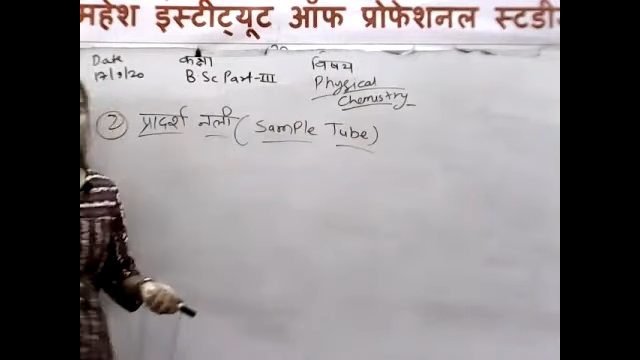 महेश इंस्टीट्यूट ऑफ प्रोफेशनल स्टडी
Date कक्षा विषय
17/9/20 B Sc Part-III Physical
Chemistry
② प्रादर्श नली (Sample Tube)